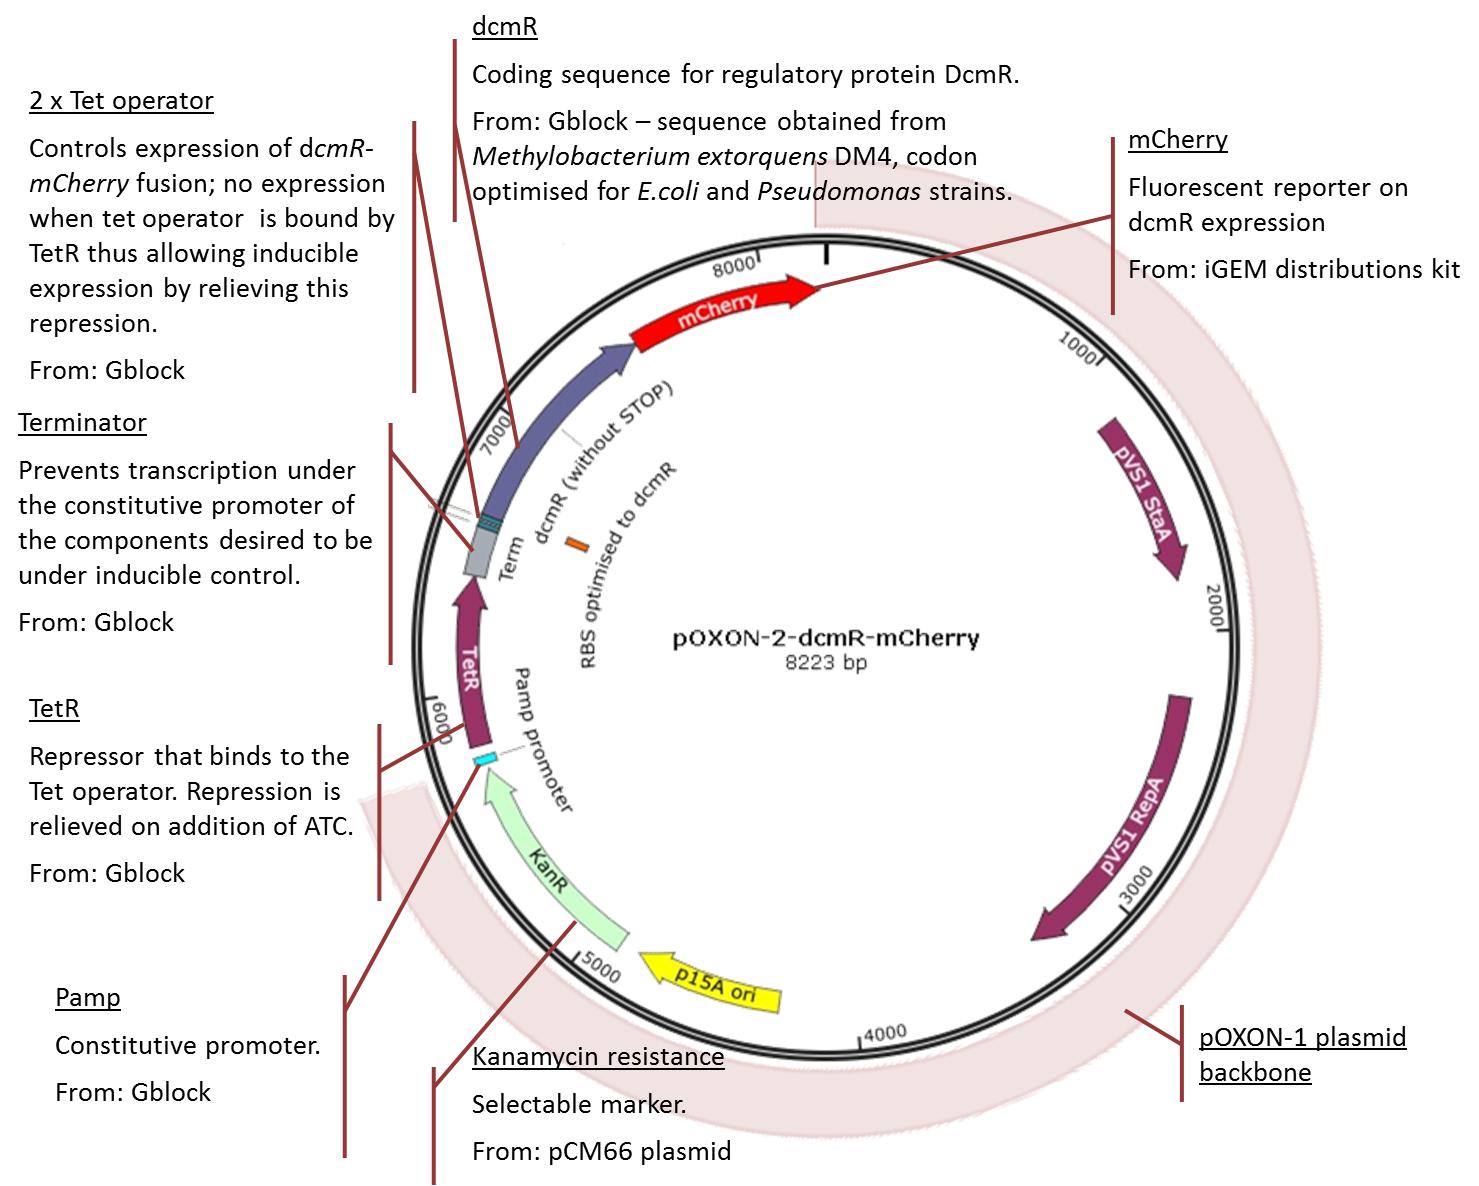 dcmR
Coding sequence for regulatory protein DcmR.
From: Gblock – sequence obtained from
Methylobacterium extorquens DM4, codon
optimised for E.coli and Pseudomonas strains.
2 x Tet operator
Controls expression of dcmR-
mCherry fusion; no expression
when tet operator is bound by
TetR thus allowing inducible
expression by relieving this
repression.
From: Gblock
mCherry
Fluorescent reporter on
dcmR expression
From: iGEM distributions kit
Terminator
Prevents transcription under
the constitutive promoter of
the components desired to be
under inducible control.
From: Gblock
TetR
Repressor that binds to the
Tet operator. Repression is
relieved on addition of ATC.
From: Gblock
Pamp
Constitutive promoter.
From: Gblock
Kanamycin resistance
Selectable marker.
From: pCM66 plasmid
pOXON-1 plasmid
backbone
pOXON-2-dcmR-mCherry
8223 bp
8000
mCherry
1000
pVS1 StaA
2000
pVS1 RepA
3000
4000
p15A ori
5000
KanR
Pamp promoter
6000
TetR
Term
RBS optimised to dcmR
dcmR (without STOP)
7000